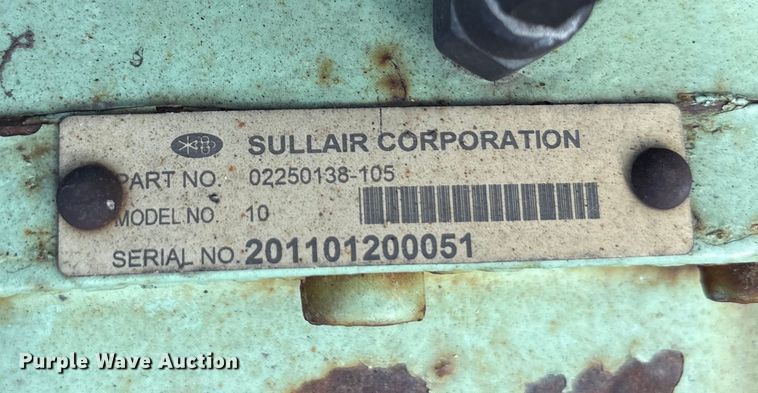 SULLAIR CORPORATION
PART NO. 02250138-105
MODEL NO. 10
SERIAL NO. 201101200051
Purple Wave Auction